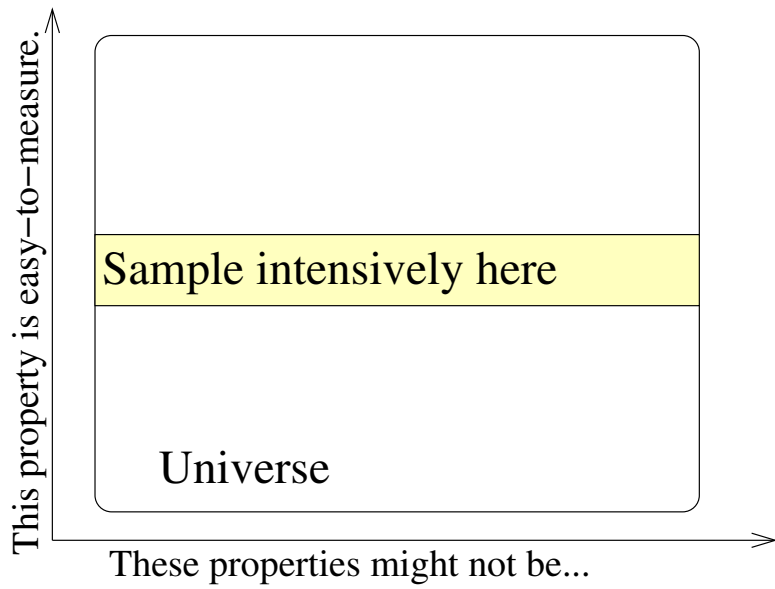 This property is easy-to-measure.
Sample intensively here
Universe
These properties might not be...